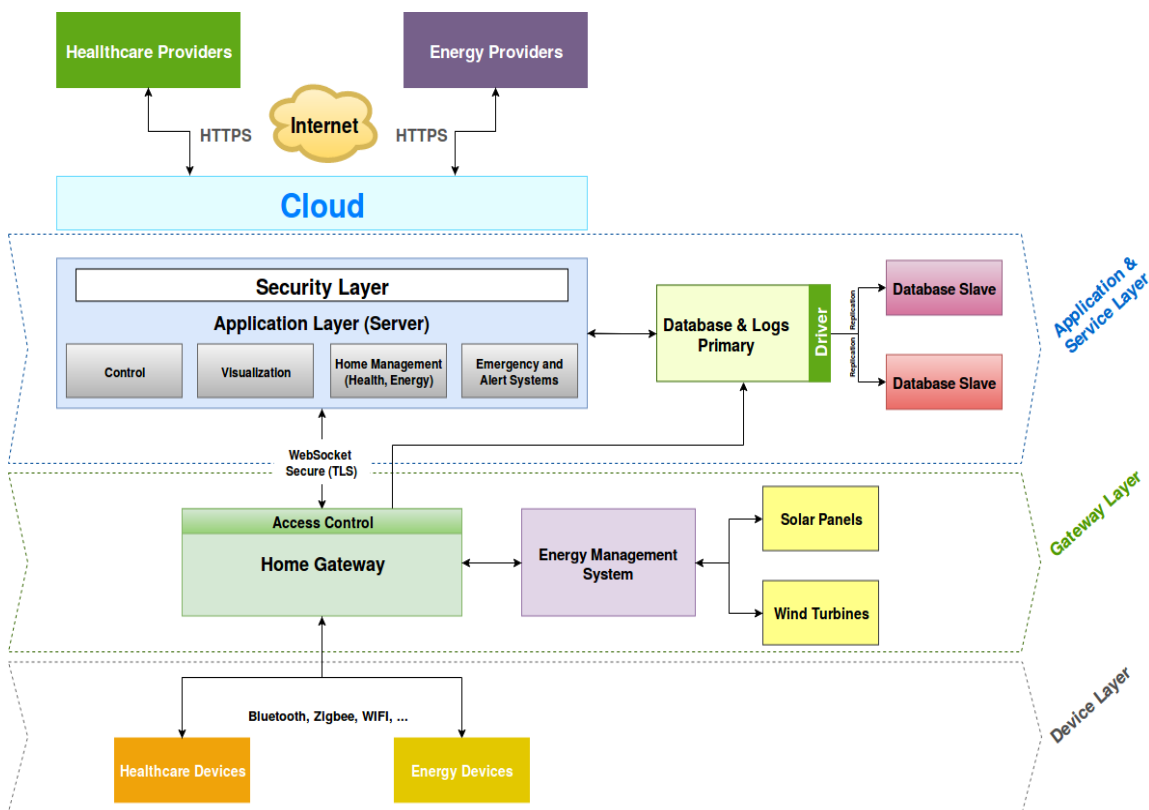 Heallthcare Providers
Energy Providers
Internet
HTTPS
HTTPS
Cloud
Security Layer
Application Layer (Server)
Control
Visualization
Home Management
(Health, Energy)
Emergency and
Alert Systems
Database & Logs
Primary
Driver
Replication
Replication
Database Slave
Database Slave
Application &
Service Layer
WebSocket
Secure (TLS)
Access Control
Home Gateway
Energy Management
System
Solar Panels
Wind Turbines
Gateway Layer
Bluetooth, Zigbee, WIFI, ...
Healthcare Devices
Energy Devices
Device Layer